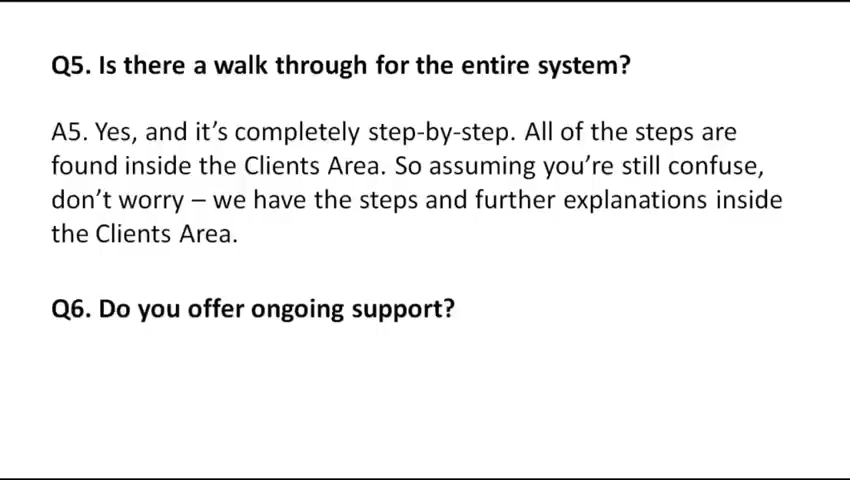 Q5. Is there a walk through for the entire system?
A5. Yes, and it’s completely step-by-step. All of the steps are
found inside the Clients Area. So assuming you’re still confuse,
don’t worry – we have the steps and further explanations inside
the Clients Area.
Q6. Do you offer ongoing support?